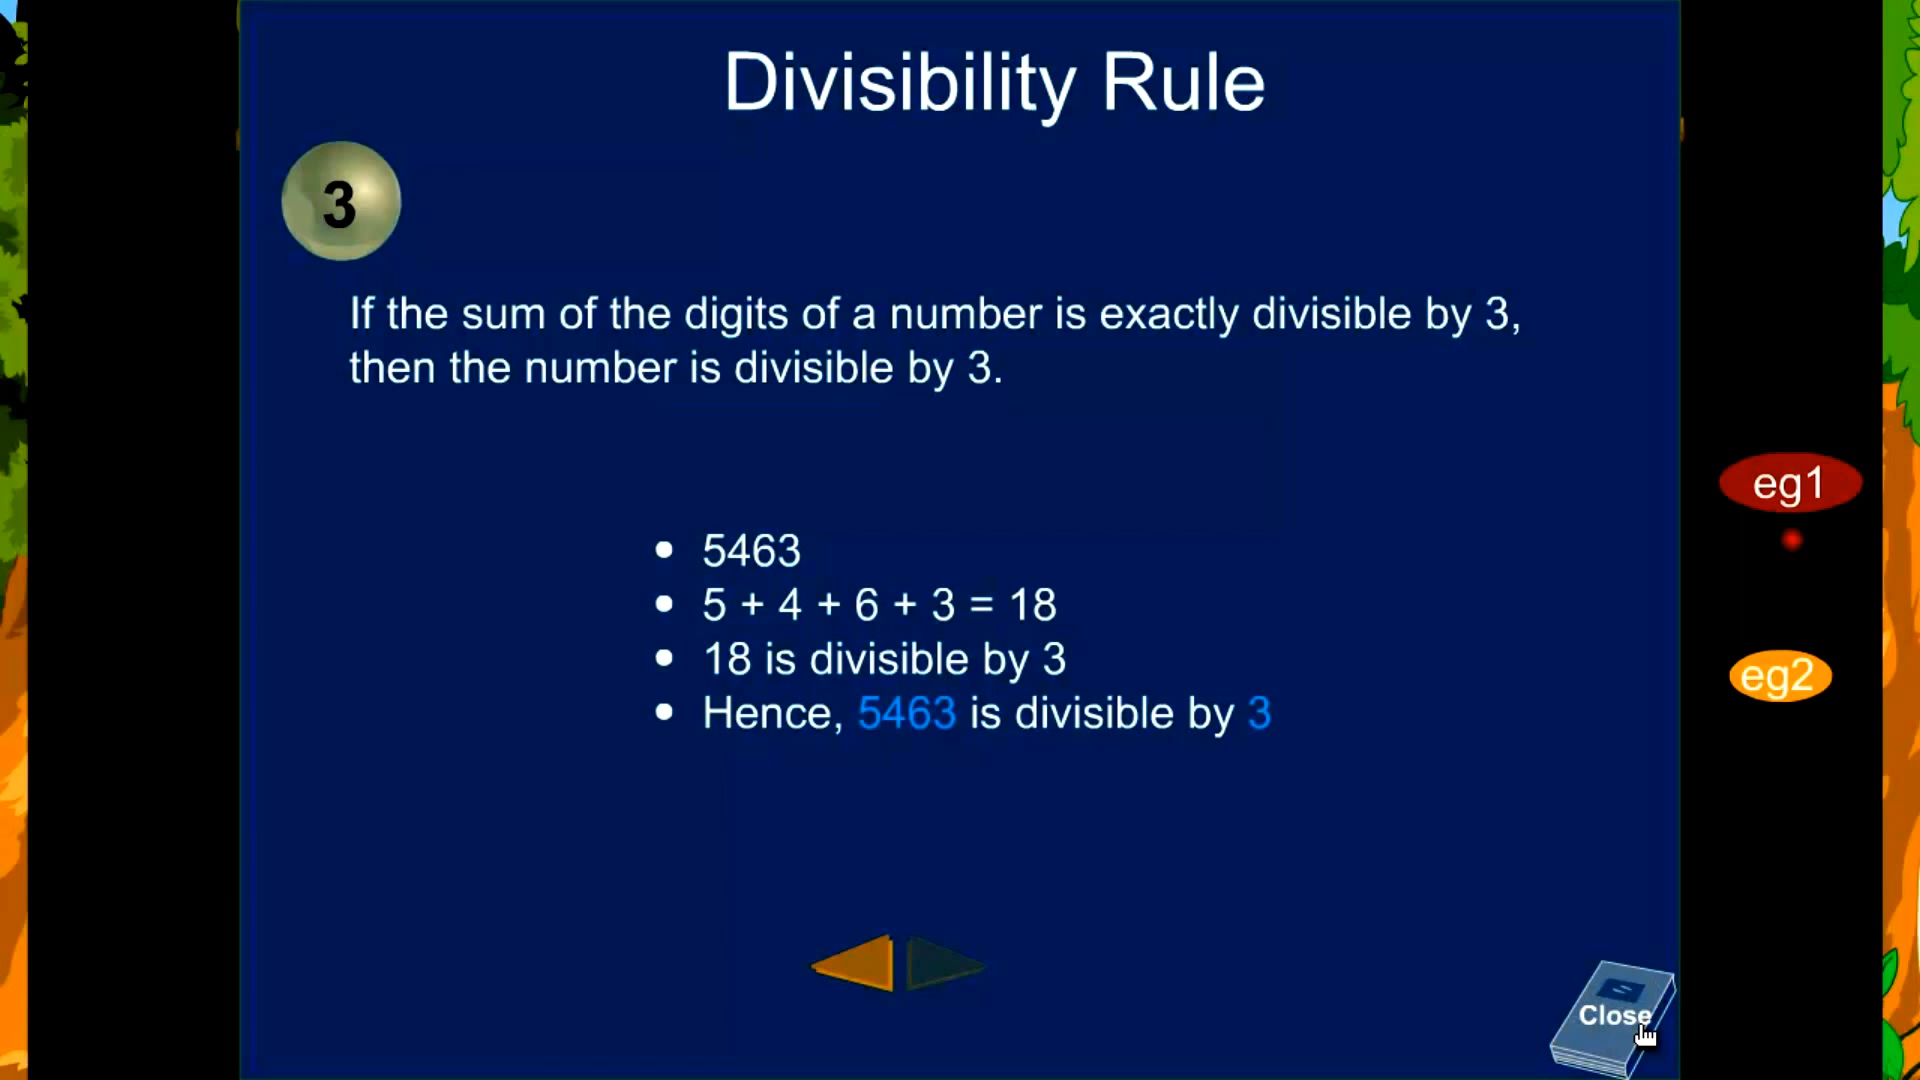 Divisibility Rule
3
If the sum of the digits of a number is exactly divisible by 3,
then the number is divisible by 3.
eg1
• 5463
• 5 + 4 + 6 + 3 = 18
• 18 is divisible by 3
eg2
• Hence, 5463 is divisible by 3
Close